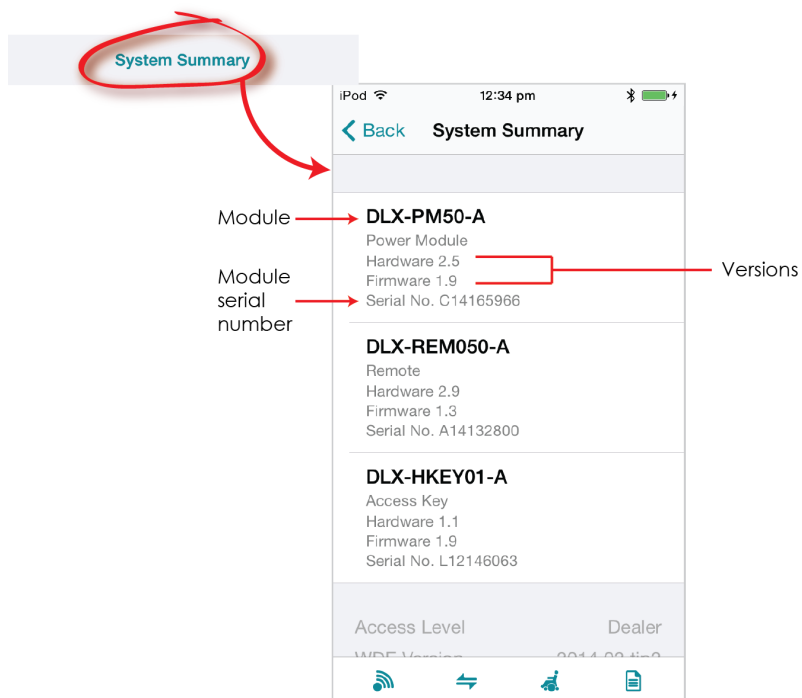 System Summary
iPod 12:34 pm
Back System Summary
Module
DLX-PM50-A
Power Module
Hardware 2.5
Firmware 1.9
Serial No. C14165966
Versions
Module
serial
number
DLX-REM050-A
Remote
Hardware 2.9
Firmware 1.3
Serial No. A14132800
DLX-HKEY01-A
Access Key
Hardware 1.1
Firmware 1.9
Serial No. L12146063
Access Level Dealer
WDF Version